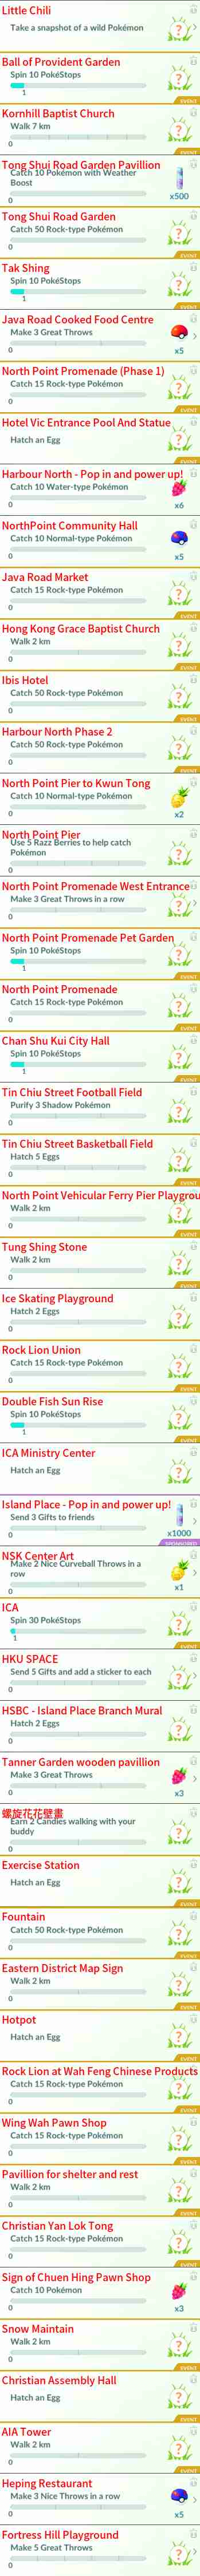 Little Chili
Take a snapshot of a wild Pokémon
?
Ball of Provident Garden
Spin 10 PokéStops
?
1
EVENT
Kornhill Baptist Church
Walk 7 km
?
0
EVENT
Tong Shui Road Garden Pavillion
Catch 10 Pokémon with Weather
Boost
0
x500
Tong Shui Road Garden
Catch 50 Rock-type Pokémon
?
0
EVENT
Tak Shing
Spin 10 PokéStops
?
1
EVENT
Java Road Cooked Food Centre
Make 3 Great Throws
0
x5
North Point Promenade (Phase 1)
Catch 15 Rock-type Pokémon
?
0
EVENT
Hotel Vic Entrance Pool And Statue
Hatch an Egg
?
EVENT
Harbour North - Pop in and power up!
Catch 10 Water-type Pokémon
0
x6
NorthPoint Community Hall
Catch 10 Normal-type Pokémon
0
x5
Java Road Market
Catch 15 Rock-type Pokémon
?
0
EVENT
Hong Kong Grace Baptist Church
Walk 2 km
?
0
EVENT
Ibis Hotel
Catch 50 Rock-type Pokémon
?
0
EVENT
Harbour North Phase 2
Catch 50 Rock-type Pokémon
?
0
EVENT
North Point Pier to Kwun Tong
Catch 10 Normal-type Pokémon
0
x2
North Point Pier
Use 5 Razz Berries to help catch
Pokémon
?
0
North Point Promenade West Entrance
Make 3 Great Throws in a row
?
0
North Point Promenade Pet Garden
Spin 10 PokéStops
?
1
EVENT
North Point Promenade
Catch 15 Rock-type Pokémon
?
0
EVENT
Chan Shu Kui City Hall
Spin 10 PokéStops
?
1
EVENT
Tin Chiu Street Football Field
Purify 3 Shadow Pokémon
?
0
Tin Chiu Street Basketball Field
Hatch 5 Eggs
?
0
EVENT
North Point Vehicular Ferry Pier Playgrou
Walk 2 km
?
0
EVENT
Tung Shing Stone
Walk 2 km
?
0
EVENT
Ice Skating Playground
Hatch 2 Eggs
?
0
Rock Lion Union
Catch 15 Rock-type Pokémon
?
0
EVENT
Double Fish Sun Rise
Spin 10 PokéStops
?
1
EVENT
ICA Ministry Center
Hatch an Egg
?
Island Place - Pop in and power up!
Send 3 Gifts to friends
0
x1000
SPONSORED
NSK Center Art
Make 2 Nice Curveball Throws in a
row
0
x1
ICA
Spin 30 PokéStops
?
1
EVENT
HKU SPACE
Send 5 Gifts and add a sticker to each
?
0
HSBC - Island Place Branch Mural
Hatch 2 Eggs
?
0
Tanner Garden wooden pavillion
Make 3 Great Throws
0
x3
螺旋花花壁畫
Earn 2 Candies walking with your
buddy
?
0
Exercise Station
Hatch an Egg
?
EVENT
Fountain
Catch 50 Rock-type Pokémon
?
0
EVENT
Eastern District Map Sign
Walk 2 km
?
0
EVENT
Hotpot
Hatch an Egg
?
EVENT
Rock Lion at Wah Feng Chinese Products
Catch 15 Rock-type Pokémon
?
0
EVENT
Wing Wah Pawn Shop
Catch 15 Rock-type Pokémon
?
0
EVENT
Pavillion for shelter and rest
Walk 2 km
?
0
EVENT
Christian Yan Lok Tong
Catch 15 Rock-type Pokémon
?
0
EVENT
Sign of Chuen Hing Pawn Shop
Catch 10 Pokémon
0
x3
Snow Maintain
Walk 2 km
?
0
EVENT
Christian Assembly Hall
Hatch an Egg
?
EVENT
AIA Tower
Walk 2 km
?
0
EVENT
Heping Restaurant
Make 3 Nice Throws in a row
0
x5
Fortress Hill Playground
Make 5 Great Throws
?
0